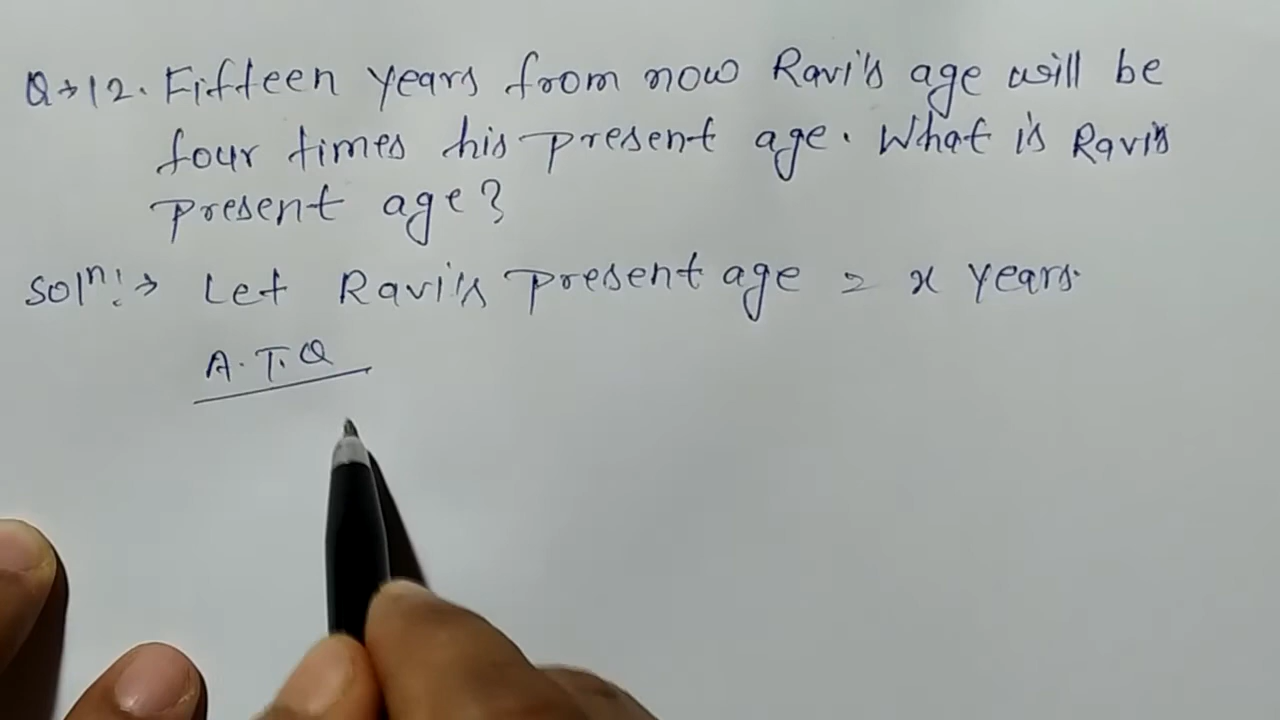 Q→12. Fifteen years from now Ravi's age will be
four times his present age. What is Ravi's
present age?
Solⁿ:→ Let Ravi's present age = x years.
A.T.Q